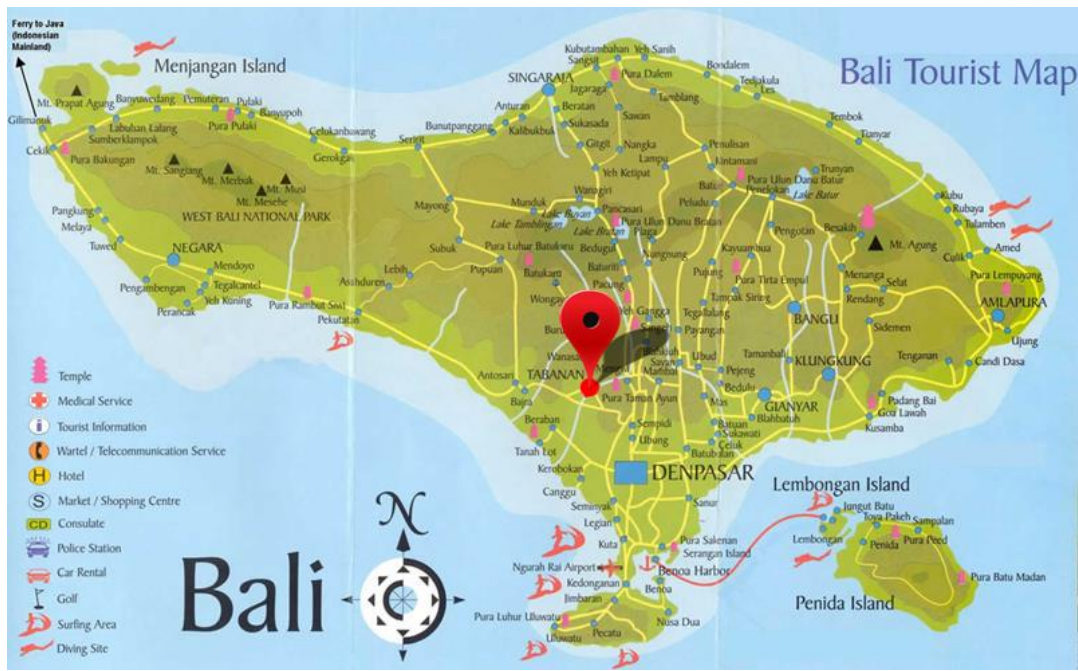 Ferry to Java
(Indonesian
Mainland)
Menjangan Island
Bali Tourist Map
Mt. Prapat Agung
Gilimanuk
Cekik
Banyuwedang
Labuhan Lalang
Sumberklampok
Pemuteran
Pulaki
Banyupoh
Pura Pulaki
Pura Bakungan
Celukanbawang
Gerokgas
Seririt
Bunutpanggang
Anturan
Kalibukbuk
SINGARAJA
Kubutambahan
Yeh Sanih
Sangsit
Pura Dalem
Jagaraga
Bondalem
Tedjakula
Les
Tamblang
Beratan
Sukasada
Sawan
Tembok
Tianyar
Gitgit
Nangka
Penulisan
Mt. Sangiang
Mt. Merbuk
Mt. Musi
Mt. Mesehe
WEST BALI NATIONAL PARK
Yeh Ketipat
Lampu
Kintamani
Pura Ulun Danu Batur
Trunyan
Penelokan
Lake Batur
Mayong
Munduk
Wanagiri
Lake Buyan
Pancasari
Lake Tamblingan
Lake Bratan
Pura Ulun Danu Bratan
Peludu
Kubu
Rubaya
Tulamben
Pangkung
Melaya
Tuwed
NEGARA
Mendoyo
Tegalcantel
Yeh Kuning
Pengambengan
Perancak
Pura Rambut Siwi
Pekutatan
Asahduren
Lebih
Subuk
Pupuan
Pura Luhur Batukaru
Batukaru
Bedugul
Plaga
Nungnung
Baturiti
Pacung
Kayuambua
Pengotan
Besakih
Mt. Agung
Amed
Culik
Pujung
Pura Tirta Empul
Tampak Siring
Menanga
Selat
Rendang
Pura Lempuyang
AMLAPURA
Ujung
Tegallalang
Payangan
BANGLI
Sidemen
Tenganan
Candi Dasa
Antosari
Bajra
TABANAN
Pura Taman Ayun
Sayan
Mambal
Ubud
Pejeng
Bedulu
Mas
Tamanbali
KLUNGKUNG
GIANYAR
Blahbatuh
Padang Bai
Goa Lawah
Kusamba
Beraban
Tanah Lot
Sempidi
Ubung
Batuan
Sukawati
Celuk
Batubulan
Kerobokan
DENPASAR
Canggu
Seminyak
Legian
Kuta
Sanur
Pura Sakenan
Serangan Island
Ngurah Rai Airport
Benoa Harbor
Kedonganan
Jimbaran
Benoa
Pura Luhur Uluwatu
Uluwatu
Pecatu
Nusa Dua
Lembongan Island
Jungut Batu
Toya Pakeh
Sampalan
Lembongan
Penida
Pura Peed
Pura Batu Madan
Penida Island
Temple
Medical Service
i
Tourist Information
Wartel / Telecommunication Service
H
Hotel
S
Market / Shopping Centre
CD
Consulate
Police Station
Car Rental
Golf
Surfing Area
Diving Site
N
Bali